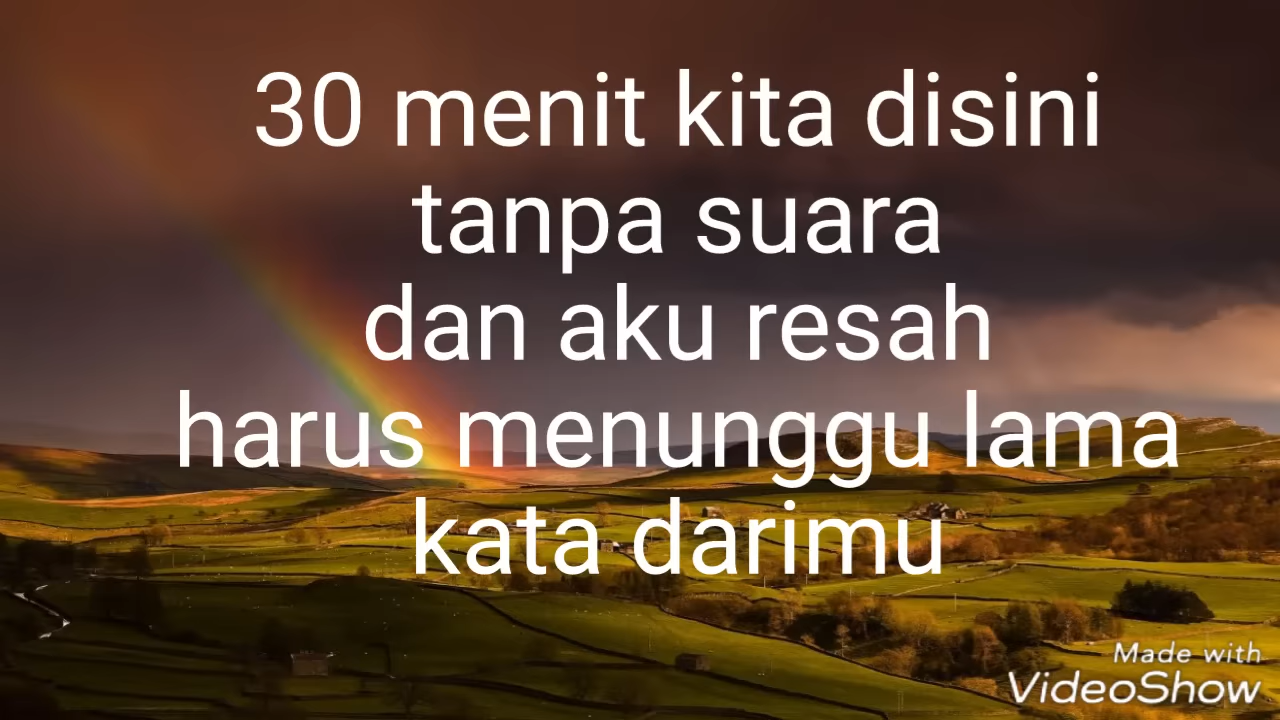 30 menit kita disini
tanpa suara
dan aku resah
harus menunggu lama
kata darimu
Made with
VideoShow